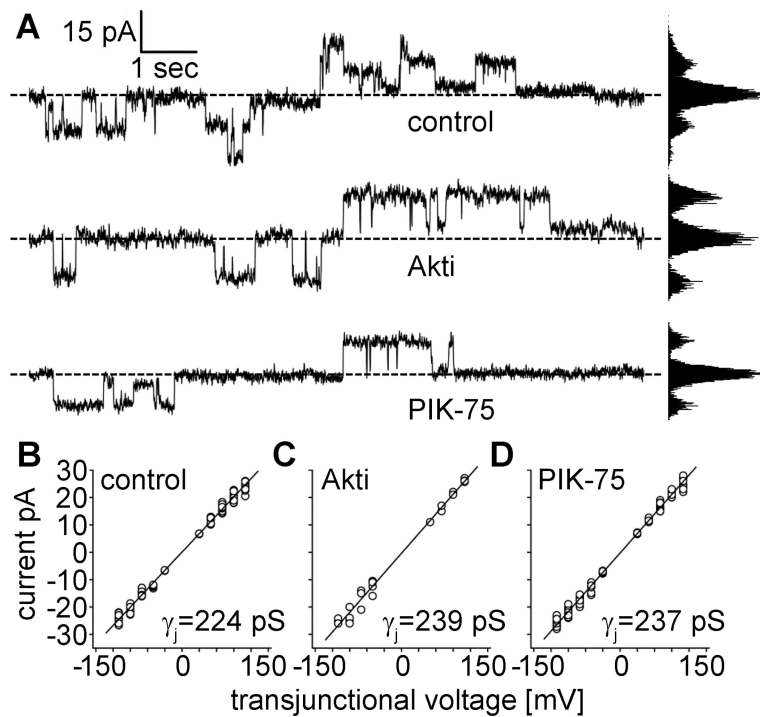 A
15 pA
1 sec
control
Akti
PIK-75
B control
C Akti
D PIK-75
30
20
10
0
-10
-20
-30
current pA
γj=224 pS
γj=239 pS
γj=237 pS
-150 0 150
-150 0 150
-150 0 150
transjunctional voltage [mV]